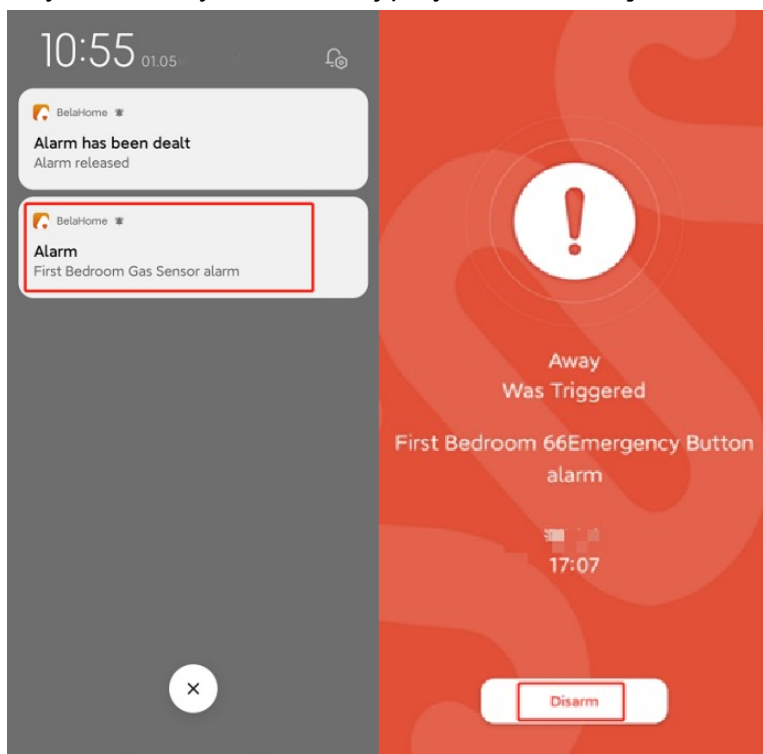 10:55 01.05
BelaHome
Alarm has been dealt
Alarm released
BelaHome
Alarm
First Bedroom Gas Sensor alarm
Away
Was Triggered
First Bedroom 66Emergency Button
alarm
17:07
Disarm